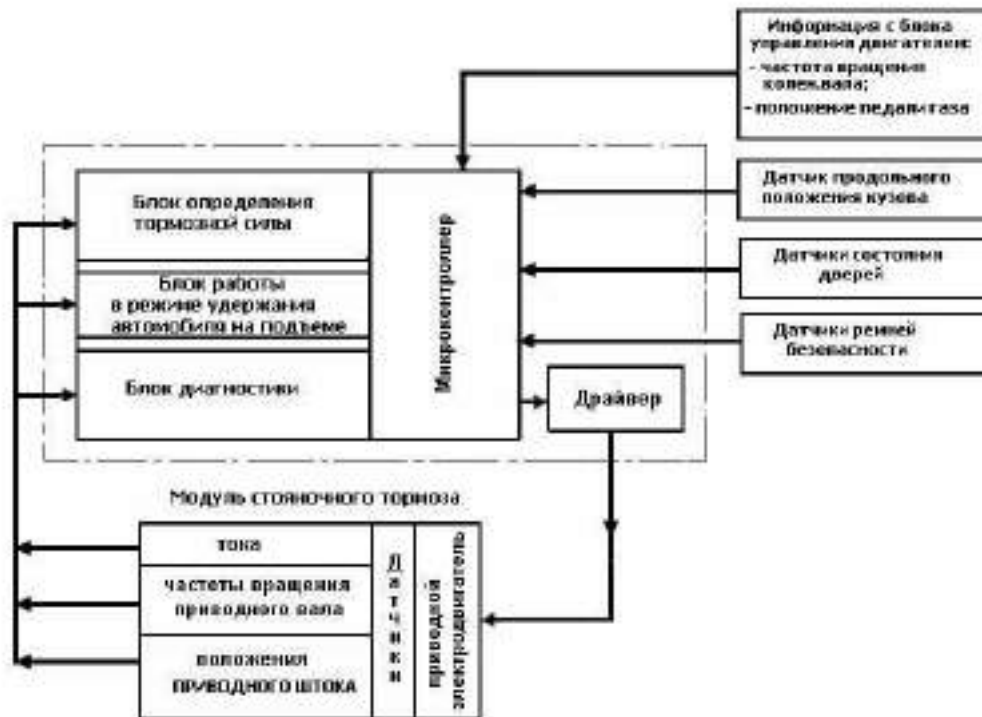 Информация с блока
управления двигателем:
- частота вращения
колен.вала;
- положение педали газа
Датчик продольного
положения кузова
Датчики состояния
дверей
Датчики ремней
безопасности
Блок определения
тормозной силы
Блок работы
в режиме удержания
автомобиля на подъеме
Блок диагностики
Микроконтроллер
Драйвер
Модуль стояночного тормоза
тока
частоты вращения
приводного вала
положения
ПРИВОДНОГО ШТОКА
Датчики
приводной
электродвигатель